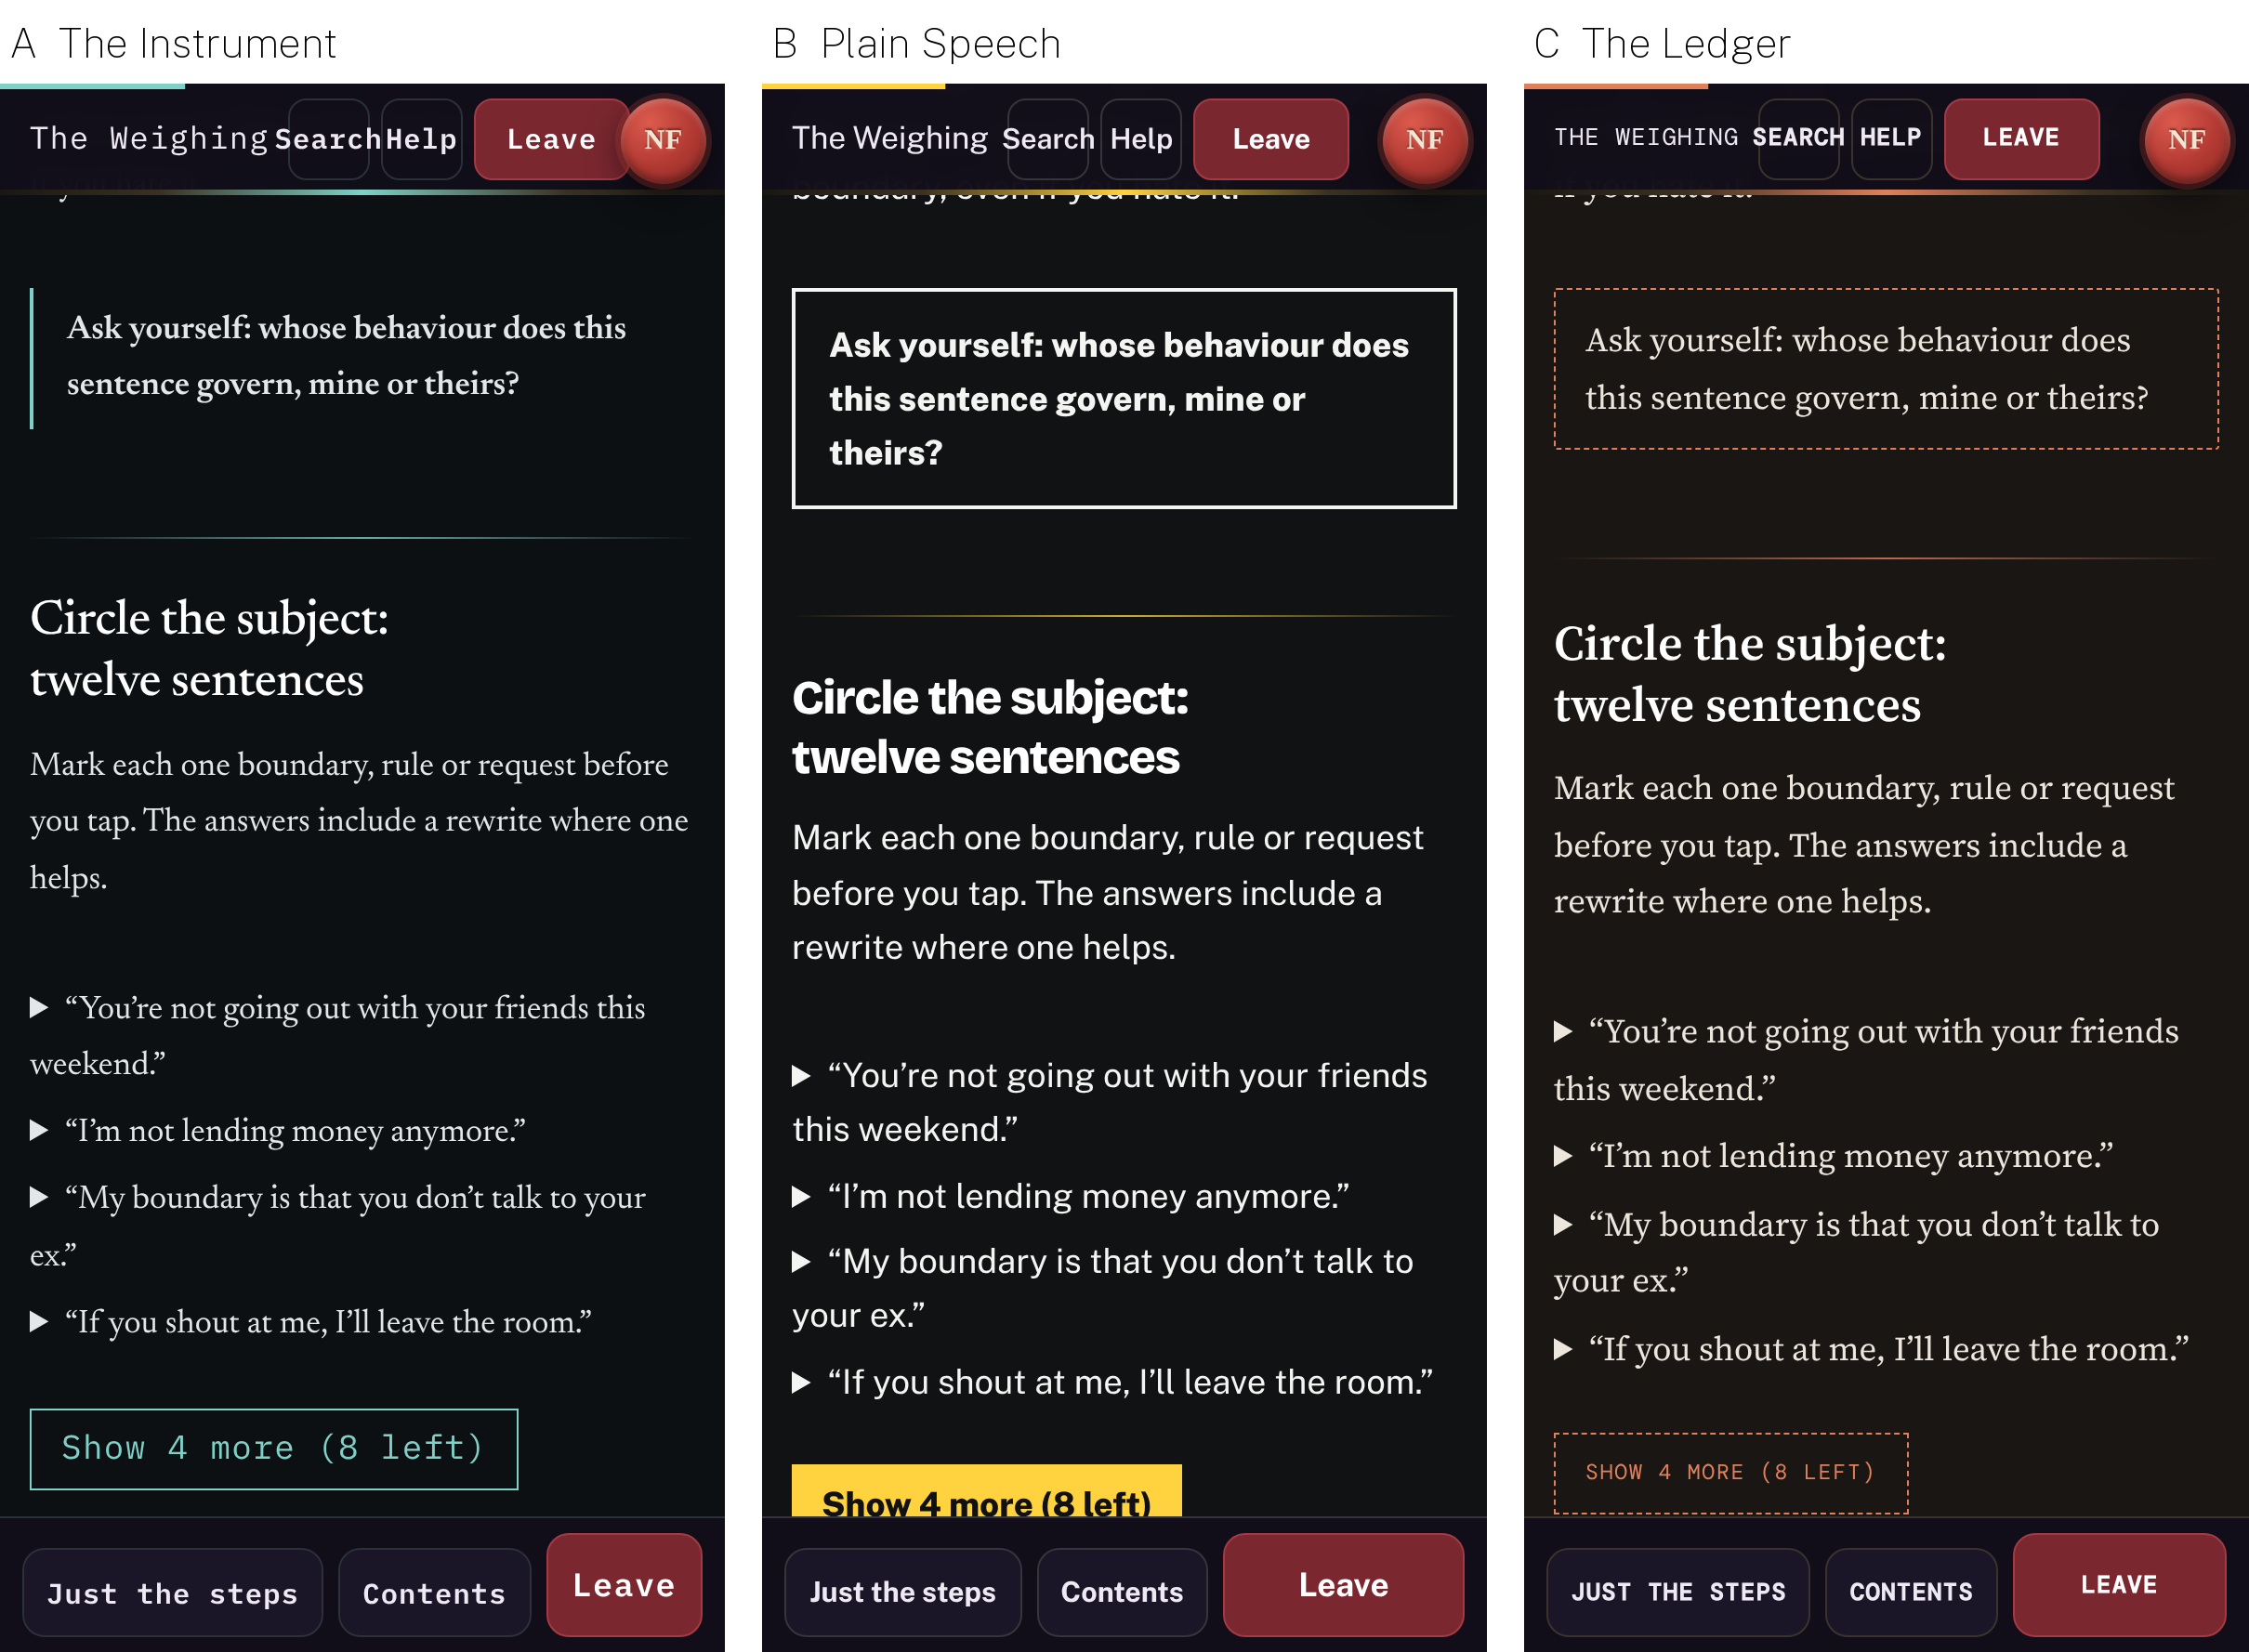 A The Instrument
The Weighing Search Help Leave NF
Ask yourself: whose behaviour does this
sentence govern, mine or theirs?
Circle the subject:
twelve sentences
Mark each one boundary, rule or request before
you tap. The answers include a rewrite where one
helps.
“You’re not going out with your friends this
weekend.”
“I’m not lending money anymore.”
“My boundary is that you don’t talk to your
ex.”
“If you shout at me, I’ll leave the room.”
Show 4 more (8 left)
Just the steps Contents Leave
B Plain Speech
The Weighing Search Help Leave NF
boundary, even if you hate it.
Ask yourself: whose behaviour does
this sentence govern, mine or
theirs?
Circle the subject:
twelve sentences
Mark each one boundary, rule or request
before you tap. The answers include a
rewrite where one helps.
“You’re not going out with your friends
this weekend.”
“I’m not lending money anymore.”
“My boundary is that you don’t talk to
your ex.”
“If you shout at me, I’ll leave the room.”
Show 4 more (8 left)
Just the steps Contents Leave
C The Ledger
THE WEIGHING SEARCH HELP LEAVE NF
if you hate it.
Ask yourself: whose behaviour does
this sentence govern, mine or theirs?
Circle the subject:
twelve sentences
Mark each one boundary, rule or request
before you tap. The answers include a
rewrite where one helps.
“You’re not going out with your friends
this weekend.”
“I’m not lending money anymore.”
“My boundary is that you don’t talk to
your ex.”
“If you shout at me, I’ll leave the room.”
SHOW 4 MORE (8 LEFT)
JUST THE STEPS CONTENTS LEAVE